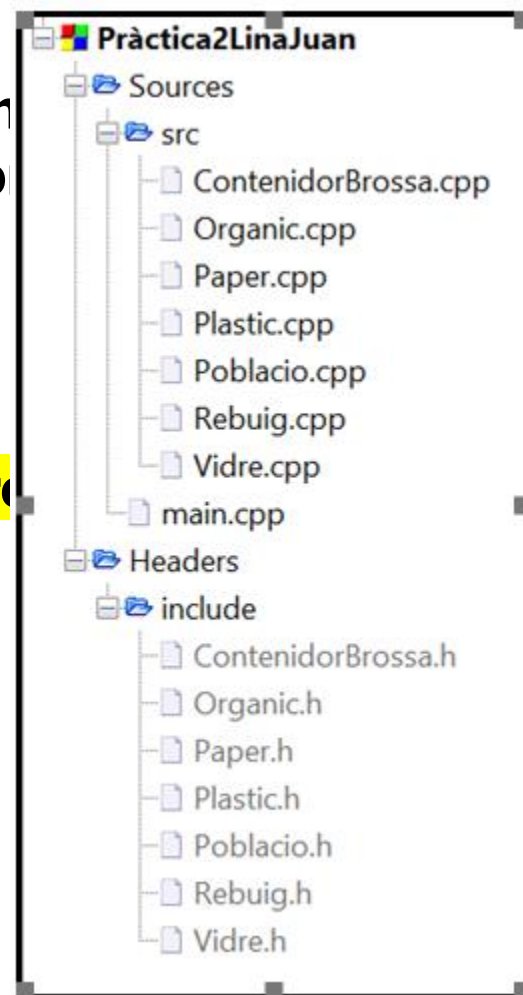 Pràctica2LinaJuan
Sources
src
ContenidorBrossa.cpp
Organic.cpp
Paper.cpp
Plastic.cpp
Poblacio.cpp
Rebuig.cpp
Vidre.cpp
main.cpp
Headers
include
ContenidorBrossa.h
Organic.h
Paper.h
Plastic.h
Poblacio.h
Rebuig.h
Vidre.h